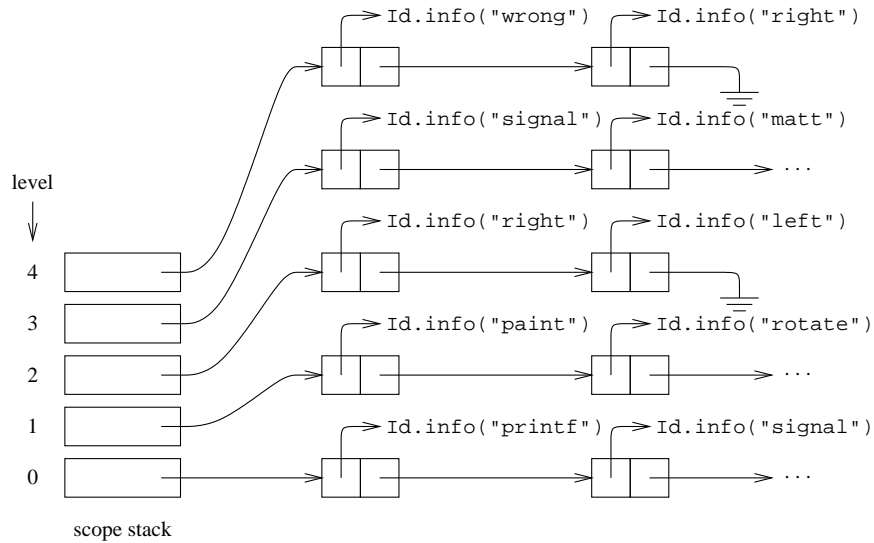 Id.info("wrong") Id.info("right")
Id.info("signal") Id.info("matt")
...
level
Id.info("right") Id.info("left")
4
3
Id.info("paint") Id.info("rotate")
2
...
1
Id.info("printf") Id.info("signal")
0
...
scope stack